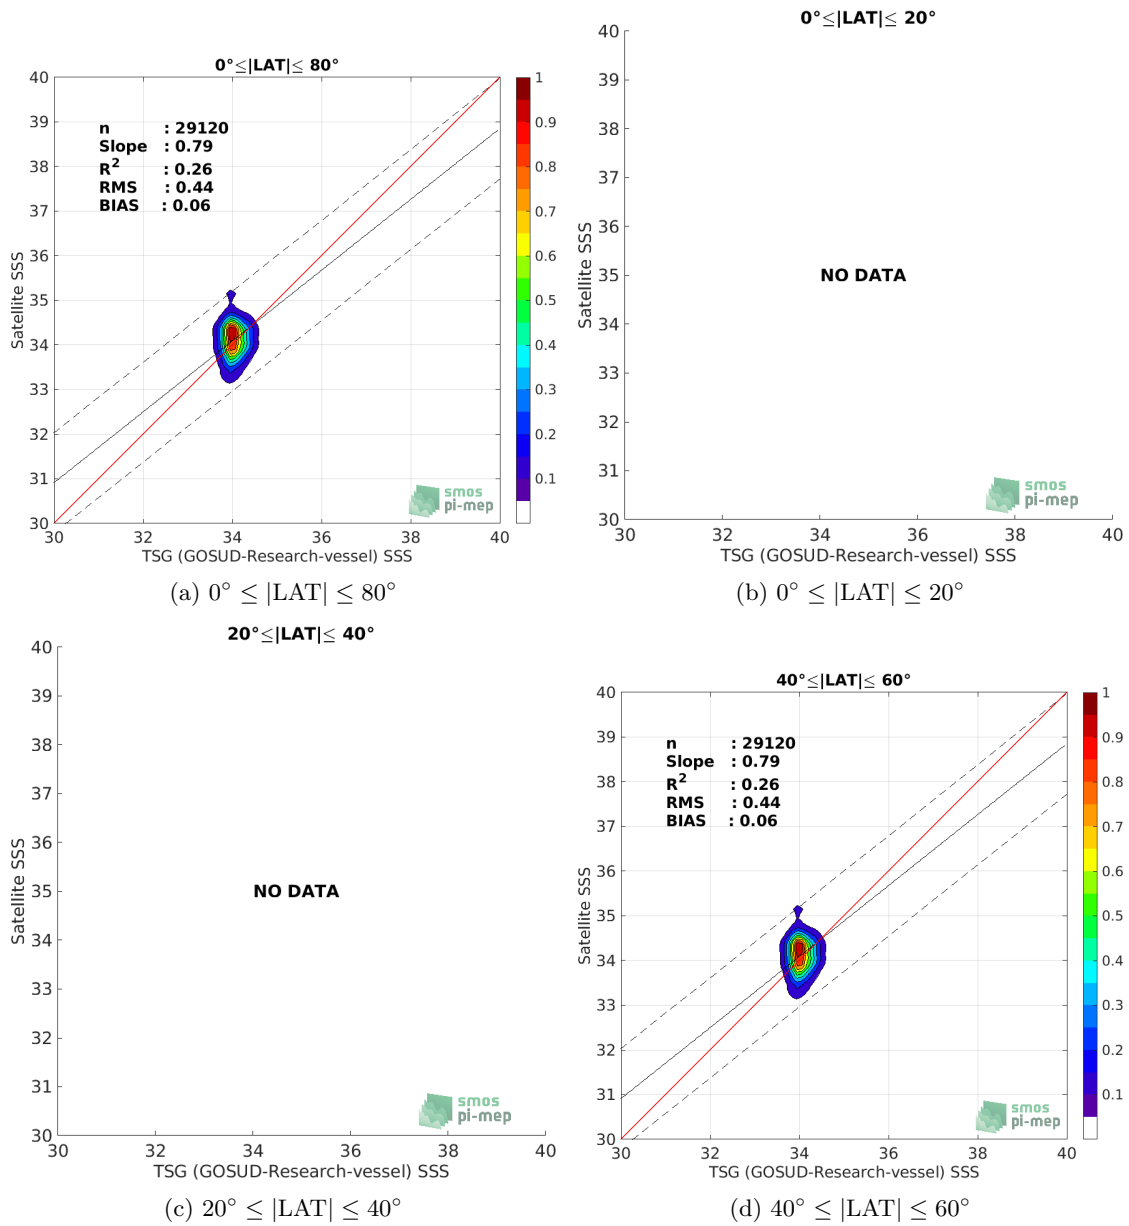 0°≤|LAT|≤ 80°
40
39
38
37
36
35
34
33
32
31
30
Satellite SSS
n : 29120
Slope : 0.79
R2 : 0.26
RMS : 0.44
BIAS : 0.06
1
0.9
0.8
0.7
0.6
0.5
0.4
0.3
0.2
0.1
smos
pi-mep
30 32 34 36 38 40
TSG (GOSUD-Research-vessel) SSS
(a) 0° ≤ |LAT| ≤ 80°
0°≤|LAT|≤ 20°
40
39
38
37
36
35
34
33
32
31
30
Satellite SSS
NO DATA
smos
pi-mep
30 32 34 36 38 40
TSG (GOSUD-Research-vessel) SSS
(b) 0° ≤ |LAT| ≤ 20°
20°≤|LAT|≤ 40°
40
39
38
37
36
35
34
33
32
31
30
Satellite SSS
NO DATA
smos
pi-mep
30 32 34 36 38 40
TSG (GOSUD-Research-vessel) SSS
(c) 20° ≤ |LAT| ≤ 40°
40°≤|LAT|≤ 60°
40
39
38
37
36
35
34
33
32
31
30
Satellite SSS
n : 29120
Slope : 0.79
R2 : 0.26
RMS : 0.44
BIAS : 0.06
1
0.9
0.8
0.7
0.6
0.5
0.4
0.3
0.2
0.1
smos
pi-mep
30 32 34 36 38 40
TSG (GOSUD-Research-vessel) SSS
(d) 40° ≤ |LAT| ≤ 60°